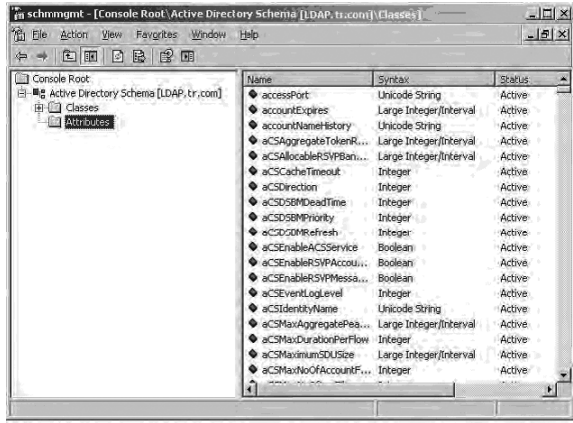 schmmgmt - [Console Root\Active Directory Schema [LDAP.tr.com]\Classes]
File Action View Favorites Window Help
Console Root
Active Directory Schema [LDAP.tr.com]
Classes
Attributes
Name Syntax Status
accessPort Unicode String Active
accountExpires Large Integer/Interval Active
accountNameHistory Unicode String Active
aCSAggregateTokenR... Large Integer/Interval Active
aCSAllocableRSVPBan... Large Integer/Interval Active
aCSCacheTimeout Integer Active
aCSDirection Integer Active
aCSDSBMDeadTime Integer Active
aCSDSBMPriority Integer Active
aCSDSBMRefresh Integer Active
aCSEnableACSService Boolean Active
aCSEnableRSVPAccou... Boolean Active
aCSEnableRSVPMessa... Boolean Active
aCSEventLogLevel Integer Active
aCSIdentityName Unicode String Active
aCSMaxAggregatePea... Large Integer/Interval Active
aCSMaxDurationPerFlow Integer Active
aCSMaximumSDUSize Large Integer/Interval Active
aCSMaxNoOfAccountF... Integer Active